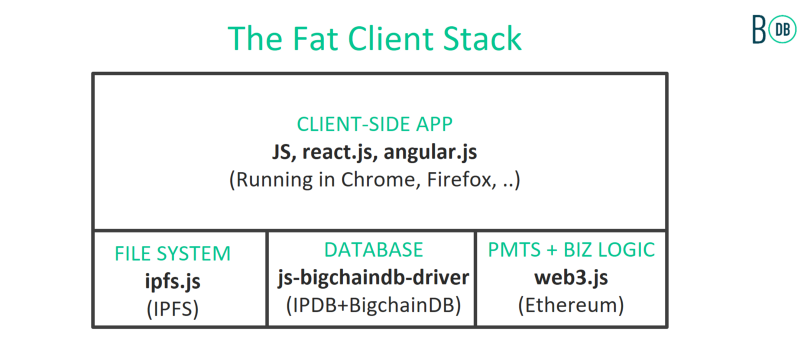 The Fat Client Stack
B DB
CLIENT-SIDE APP
JS, react.js, angular.js
(Running in Chrome, Firefox, ..)
FILE SYSTEM
ipfs.js
(IPFS)
DATABASE
js-bigchaindb-driver
(IPDB+BigchainDB)
PMTS + BIZ LOGIC
web3.js
(Ethereum)